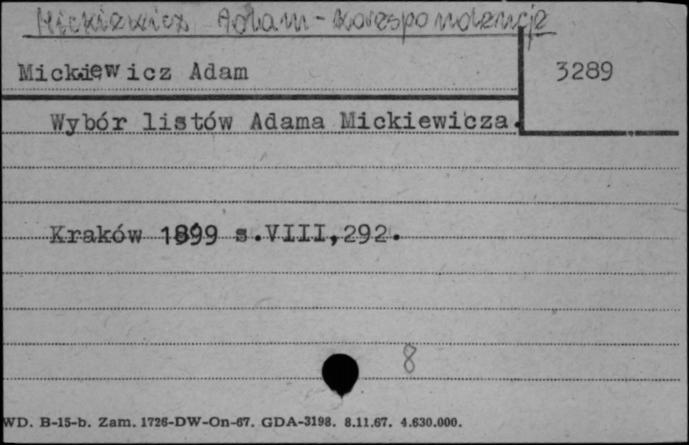 Mickiewicz Adam - korespondencje
Mickiewicz Adam
3289
Wybór listów Adama Mickiewicza.
Kraków 1899 s.VIII,292.
8
WD. B-15-b. Zam. 1726-DW-On-67. GDA-3198. 8.11.67. 4.630.000.